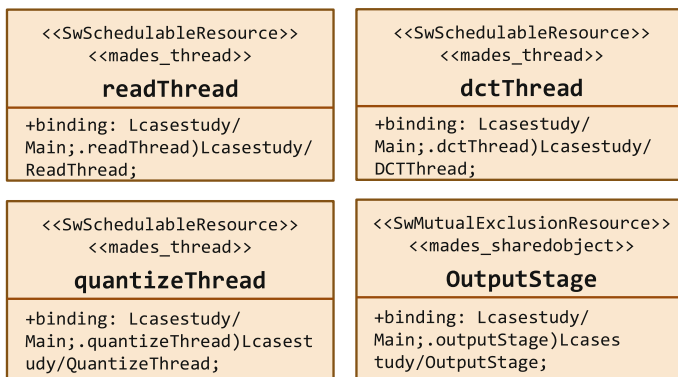 <<SwSchedulableResource>>
<<mades_thread>>
readThread
+binding: Lcasestudy/
Main;.readThread)Lcasestudy/
ReadThread;
<<SwSchedulableResource>>
<<mades_thread>>
dctThread
+binding: Lcasestudy/
Main;.dctThread)Lcasestudy/
DCTThread;
<<SwSchedulableResource>>
<<mades_thread>>
quantizeThread
+binding: Lcasestudy/
Main;.quantizeThread)Lcasest
udy/QuantizeThread;
<<SwMutualExclusionResource>>
<<mades_sharedobject>>
OutputStage
+binding: Lcasestudy/
Main;.outputStage)Lcases
tudy/OutputStage;